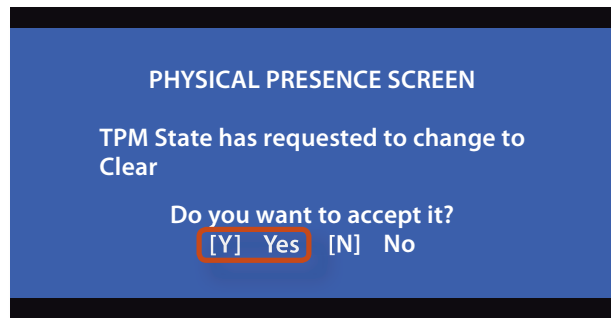 PHYSICAL PRESENCE SCREEN
TPM State has requested to change to
Clear
Do you want to accept it?
[Y] Yes [N] No